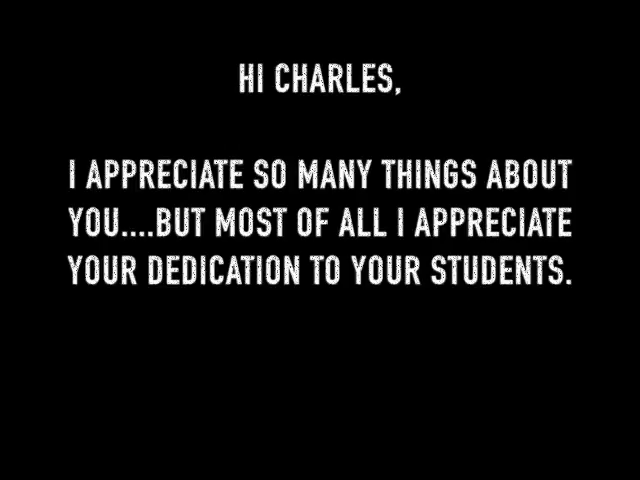 HI CHARLES,
I APPRECIATE SO MANY THINGS ABOUT
YOU....BUT MOST OF ALL I APPRECIATE
YOUR DEDICATION TO YOUR STUDENTS.